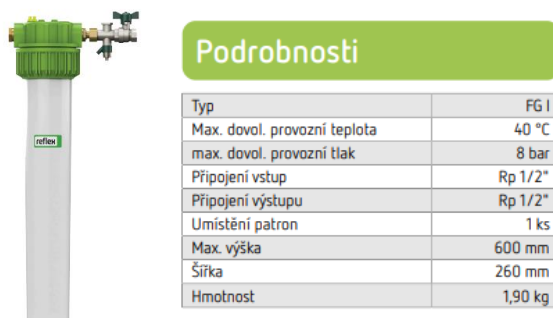 Podrobnosti
reflex
Typ FG I
Max. dovol. provozní teplota 40 °C
max. dovol. provozní tlak 8 bar
Připojení vstup Rp 1/2"
Připojení výstupu Rp 1/2"
Umístění patron 1 ks
Max. výška 600 mm
Šířka 260 mm
Hmotnost 1,90 kg